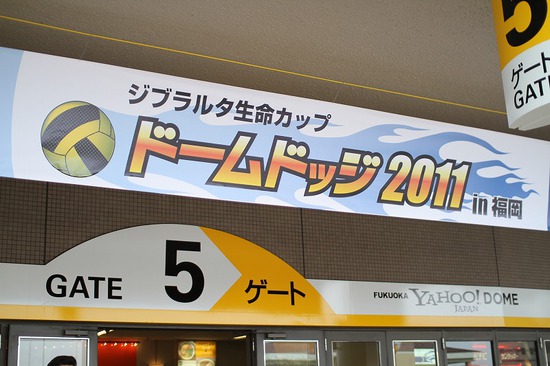 ジブラルタ生命カップ
ドームドッジ2011 in 福岡
5
ゲート
GATE
GATE 5 ゲート
FUKUOKA YAHOO! JAPAN DOME